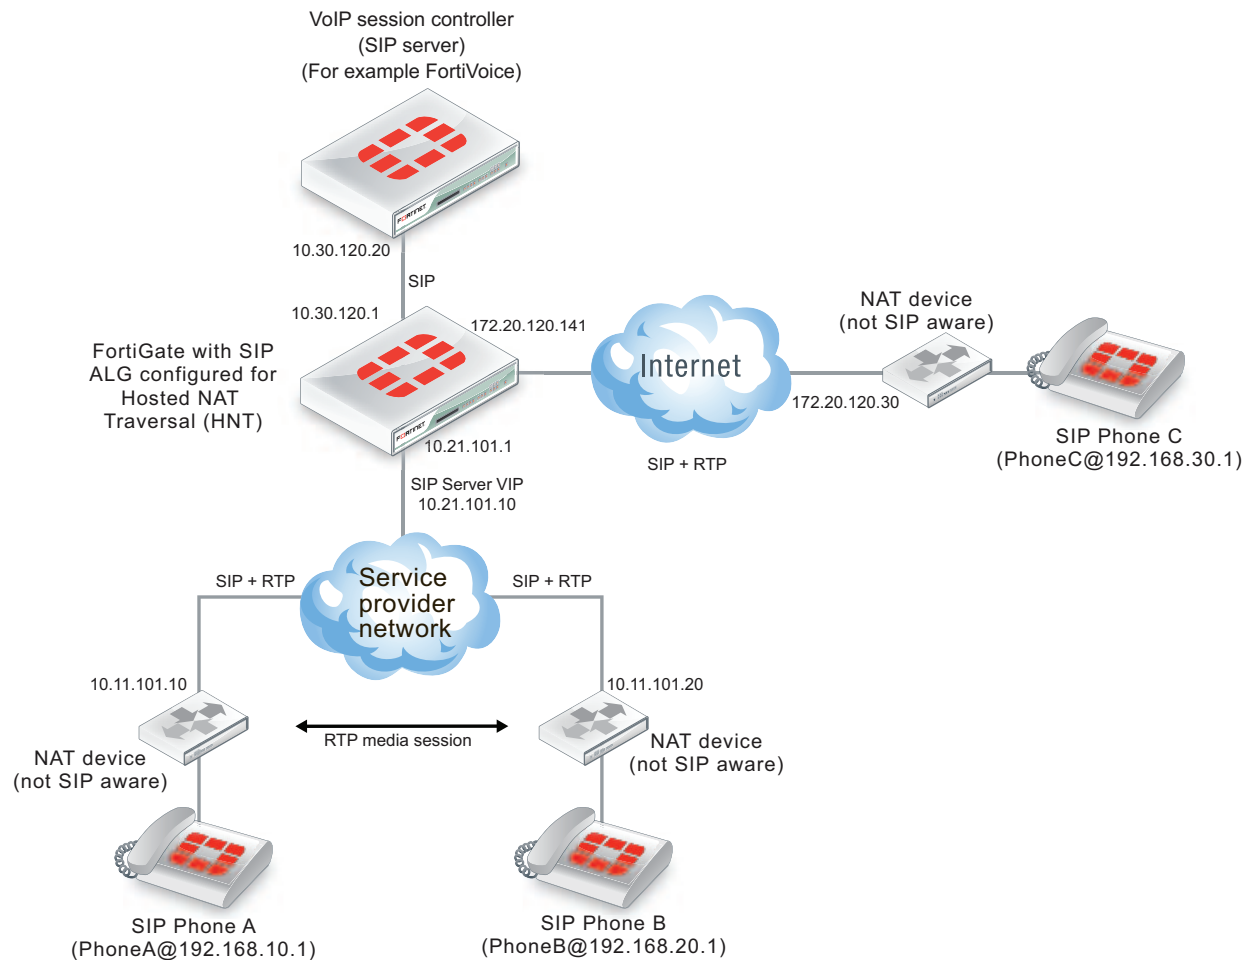 VoIP session controller
(SIP server)
(For example FortiVoice)
FORTINET
10.30.120.20
SIP
10.30.120.1
172.20.120.141
FortiGate with SIP
ALG configured for
Hosted NAT
Traversal (HNT)
FORTINET
10.21.101.1
Internet
SIP + RTP
NAT device
(not SIP aware)
172.20.120.30
SIP Phone C
(PhoneC@192.168.30.1)
SIP Server VIP
10.21.101.10
Service
provider
network
SIP + RTP
SIP + RTP
10.11.101.10
10.11.101.20
RTP media session
NAT device
(not SIP aware)
NAT device
(not SIP aware)
SIP Phone A
(PhoneA@192.168.10.1)
SIP Phone B
(PhoneB@192.168.20.1)